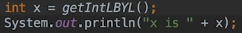 int x = getIntLBYL();
System.out.println("x is " + x);